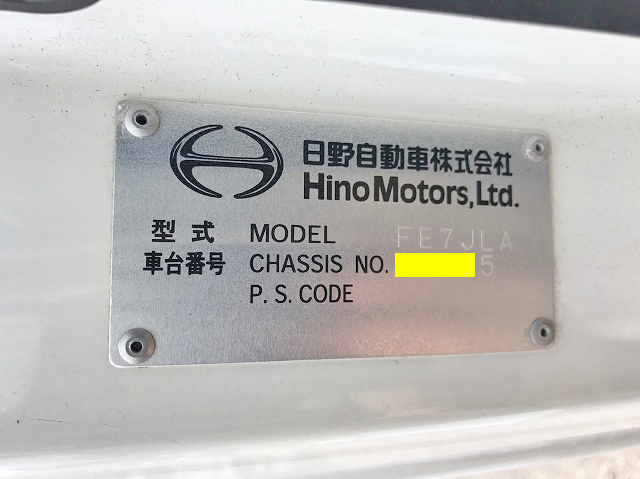 日野自動車株式会社
Hino Motors, Ltd.
型式 MODEL FE7JLA
車台番号 CHASSIS NO. 5
P. S. CODE